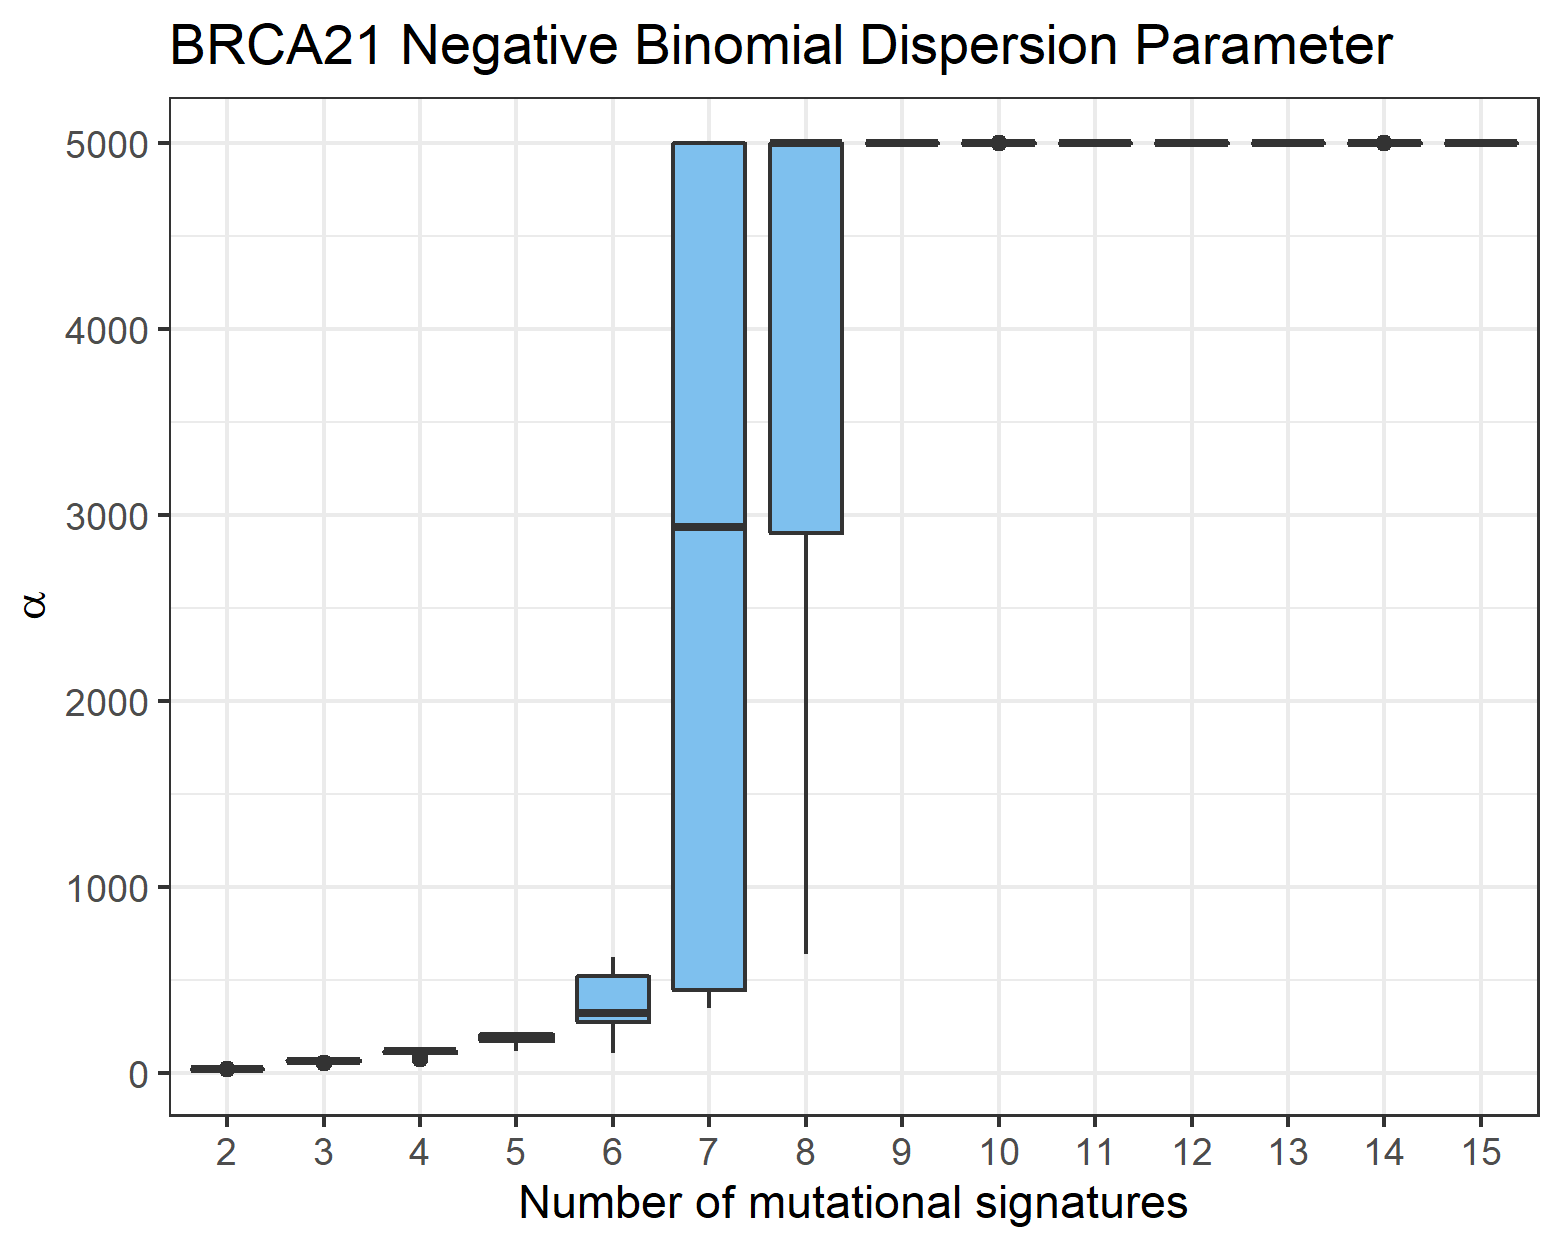 BRCA21 Negative Binomial Dispersion Parameter
5000
4000
3000
2000
1000
0
α
2 3 4 5 6 7 8 9 10 11 12 13 14 15
Number of mutational signatures